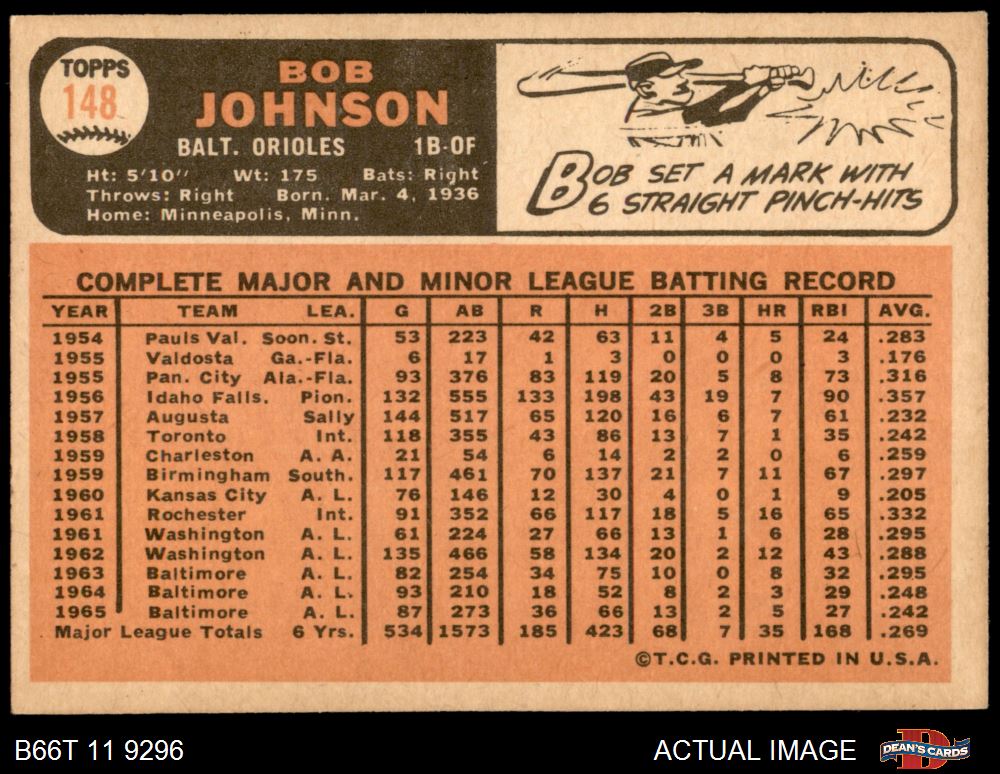 TOPPS
148
BOB
JOHNSON
BALT. ORIOLES 1B-OF
Ht: 5'10" Wt: 175 Bats: Right
Throws: Right Born. Mar. 4, 1936
Home: Minneapolis, Minn.
BOB SET A MARK WITH
6 STRAIGHT PINCH-HITS
COMPLETE MAJOR AND MINOR LEAGUE BATTING RECORD
YEAR TEAM LEA. G AB R H 2B 3B HR RBI AVG.
1954 Pauls Val. Soon. St. 53 223 42 63 11 4 5 24 .283
1955 Valdosta Ga.-Fla. 6 17 1 3 0 0 0 3 .176
1955 Pan. City Ala.-Fla. 93 376 83 119 20 5 8 73 .316
1956 Idaho Falls. Pion. 132 555 133 198 43 19 7 90 .357
1957 Augusta Sally 144 517 65 120 16 6 7 61 .232
1958 Toronto Int. 118 355 43 86 13 7 1 35 .242
1959 Charleston A. A. 21 54 6 14 2 2 0 6 .259
1959 Birmingham South. 117 461 70 137 21 7 11 67 .297
1960 Kansas City A. L. 76 146 12 30 4 0 1 9 .205
1961 Rochester Int. 91 352 66 117 18 5 16 65 .332
1961 Washington A. L. 61 224 27 66 13 1 6 28 .295
1962 Washington A. L. 135 466 58 134 20 2 12 43 .288
1963 Baltimore A. L. 82 254 34 75 10 0 8 32 .295
1964 Baltimore A. L. 93 210 18 52 8 2 3 29 .248
1965 Baltimore A. L. 87 273 36 66 13 2 5 27 .242
Major League Totals 6 Yrs. 534 1573 185 423 68 7 35 168 .269
©T.C.G. PRINTED IN U.S.A.
B66T 11 9296
ACTUAL IMAGE
DEAN'S CARDS